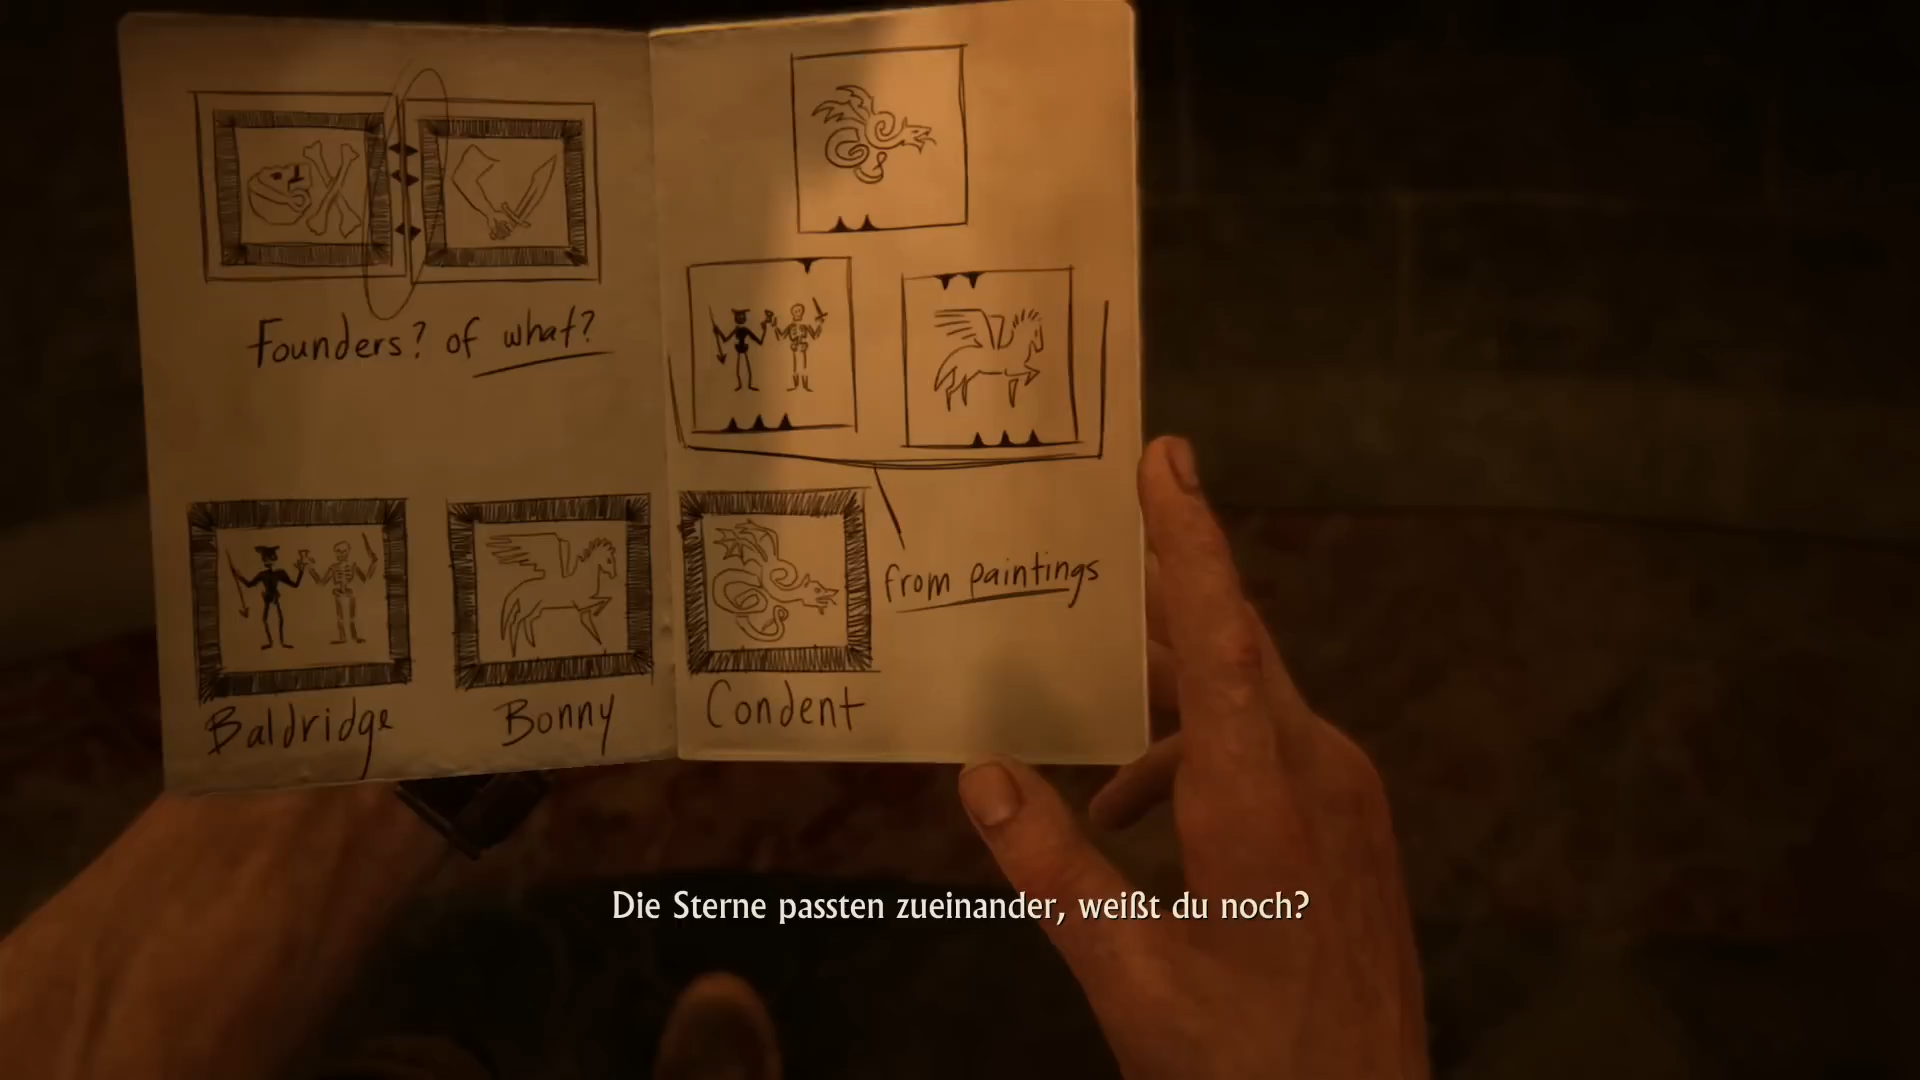 Founders? of what?
from paintings
Baldridge
Bonny
Condent
Die Sterne passten zueinander, weißt du noch?